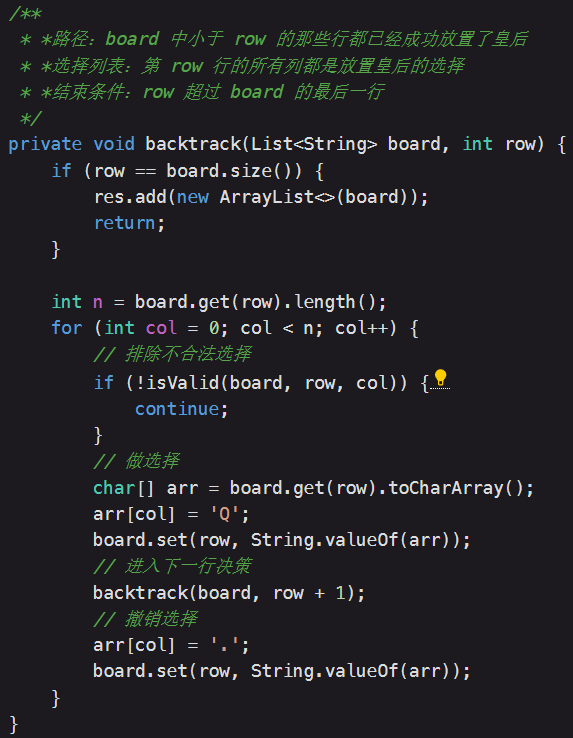 /**
 * *路径：board 中小于 row 的那些行都已经成功放置了皇后
 * *选择列表：第 row 行的所有列都是放置皇后的选择
 * *结束条件：row 超过 board 的最后一行
 */
private void backtrack(List<String> board, int row) {
    if (row == board.size()) {
        res.add(new ArrayList<>(board));
        return;
    }

    int n = board.get(row).length();
    for (int col = 0; col < n; col++) {
        // 排除不合法选择
        if (!isValid(board, row, col)) {
            continue;
        }
        // 做选择
        char[] arr = board.get(row).toCharArray();
        arr[col] = 'Q';
        board.set(row, String.valueOf(arr));
        // 进入下一行决策
        backtrack(board, row + 1);
        // 撤销选择
        arr[col] = '.';
        board.set(row, String.valueOf(arr));
    }
}